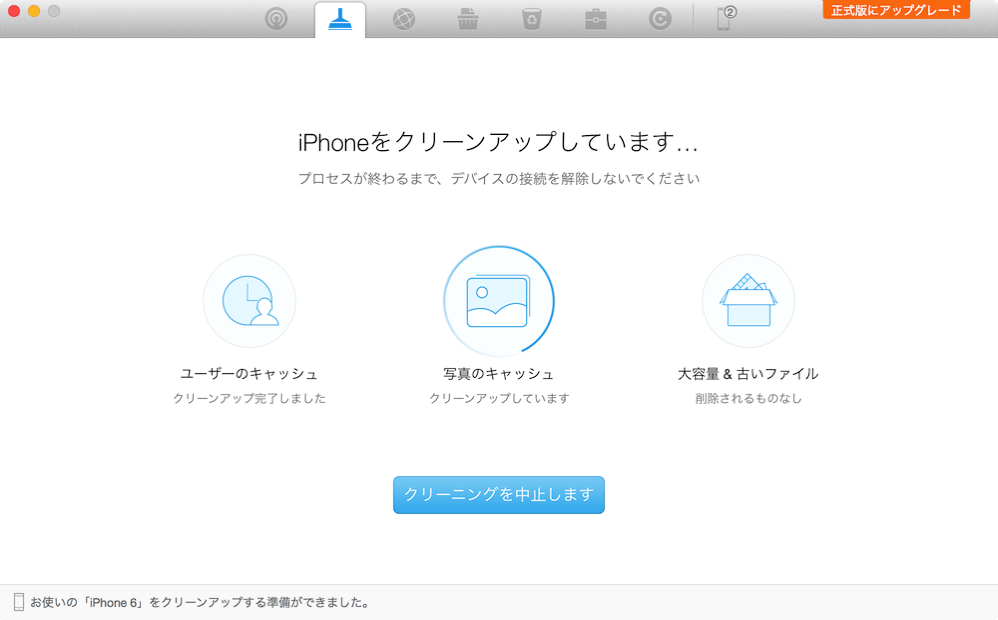 ②
正式版にアップグレード
iPhoneをクリーンアップしています...
プロセスが終わるまで、デバイスの接続を解除しないでください
ユーザーのキャッシュ
写真のキャッシュ
大容量 & 古いファイル
クリーンアップ完了しました
クリーンアップしています
削除されるものなし
クリーニングを中止します
お使いの「iPhone 6」をクリーンアップする準備ができました。